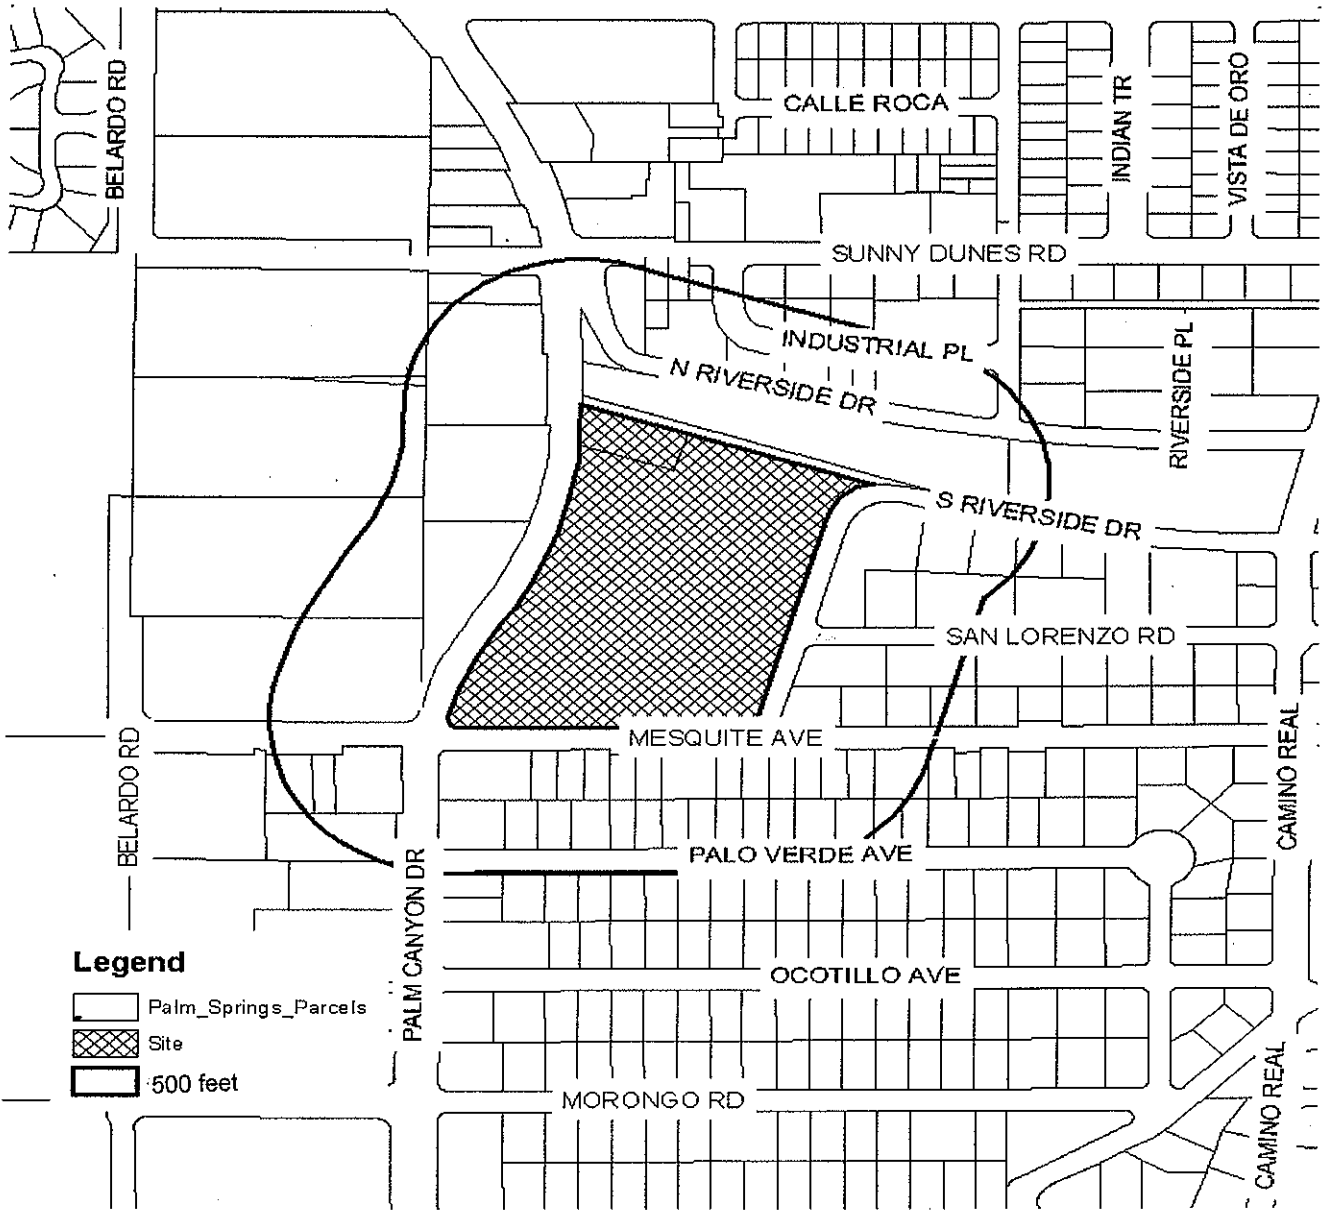 BELARDO RD
CALLE ROCA
INDIAN TR
VISTA DE ORO
SUNNY DUNES RD
INDUSTRIAL PL
N RIVERSIDE DR
RIVERSIDE PL
S RIVERSIDE DR
SAN LORENZO RD
MESQUITE AVE
BELARDO RD
CAMINO REAL
PALO VERDE AVE
PALM CANYON DR
OCOTILLO AVE
Legend
Palm_Springs_Parcels
Site
500 feet
MORONGO RD
CAMINO REAL